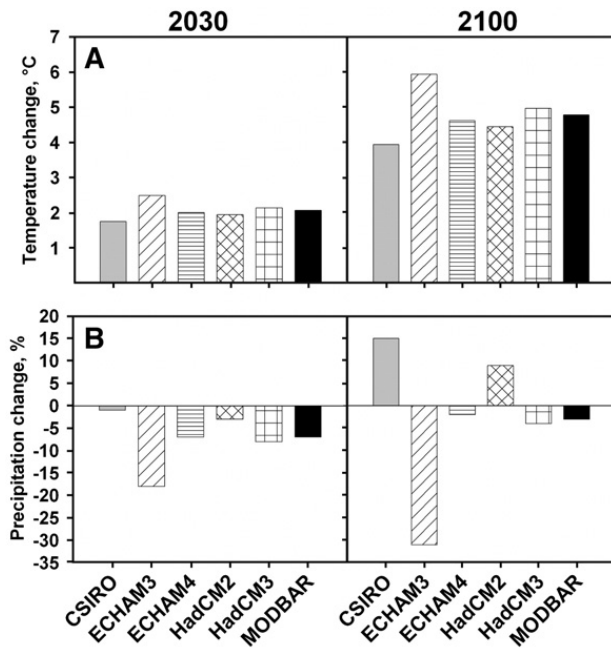 2030 2100
A
Temperature change, °C
7
6
5
4
3
2
1
B
Precipitation change, %
20
15
10
5
0
-5
-10
-15
-20
-25
-30
-35
CSIRO
ECHAM3
ECHAM4
HadCM2
HadCM3
MODBAR
CSIRO
ECHAM3
ECHAM4
HadCM2
HadCM3
MODBAR